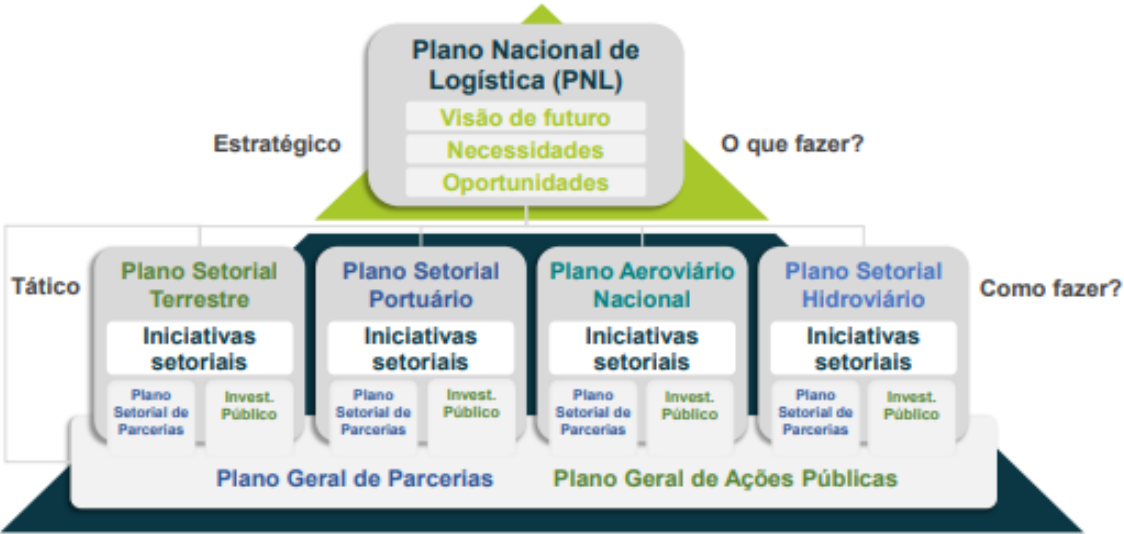 Plano Nacional de
Logística (PNL)
Visão de futuro
Necessidades
Oportunidades
Estratégico
O que fazer?
Tático
Como fazer?
Plano Setorial
Terrestre
Iniciativas
setoriais
Plano
Setorial de
Parcerias
Invest.
Público
Plano Setorial
Portuário
Iniciativas
setoriais
Plano
Setorial de
Parcerias
Invest.
Público
Plano Aeroviário
Nacional
Iniciativas
setoriais
Plano
Setorial de
Parcerias
Invest.
Público
Plano Setorial
Hidroviário
Iniciativas
setoriais
Plano
Setorial de
Parcerias
Invest.
Público
Plano Geral de Parcerias
Plano Geral de Ações Públicas